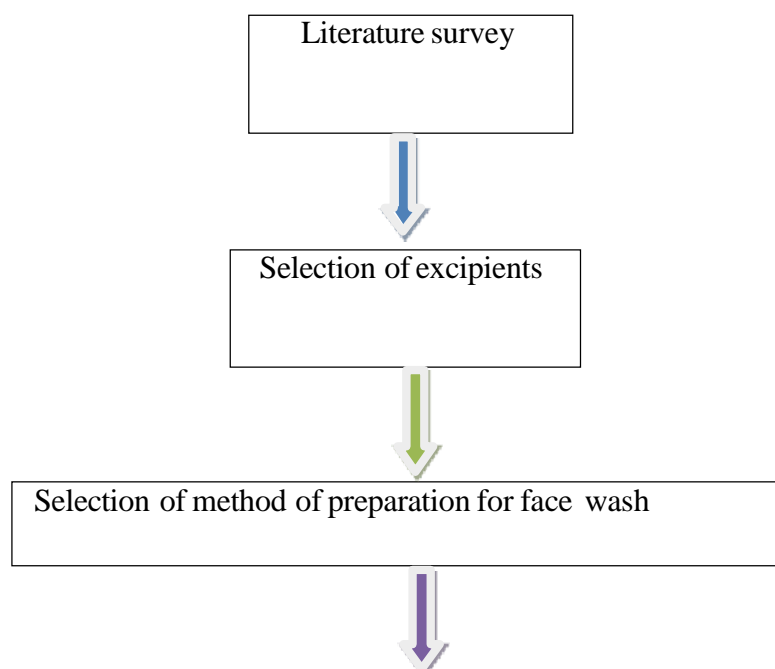 Literature survey
Selection of excipients
Selection of method of preparation for face wash